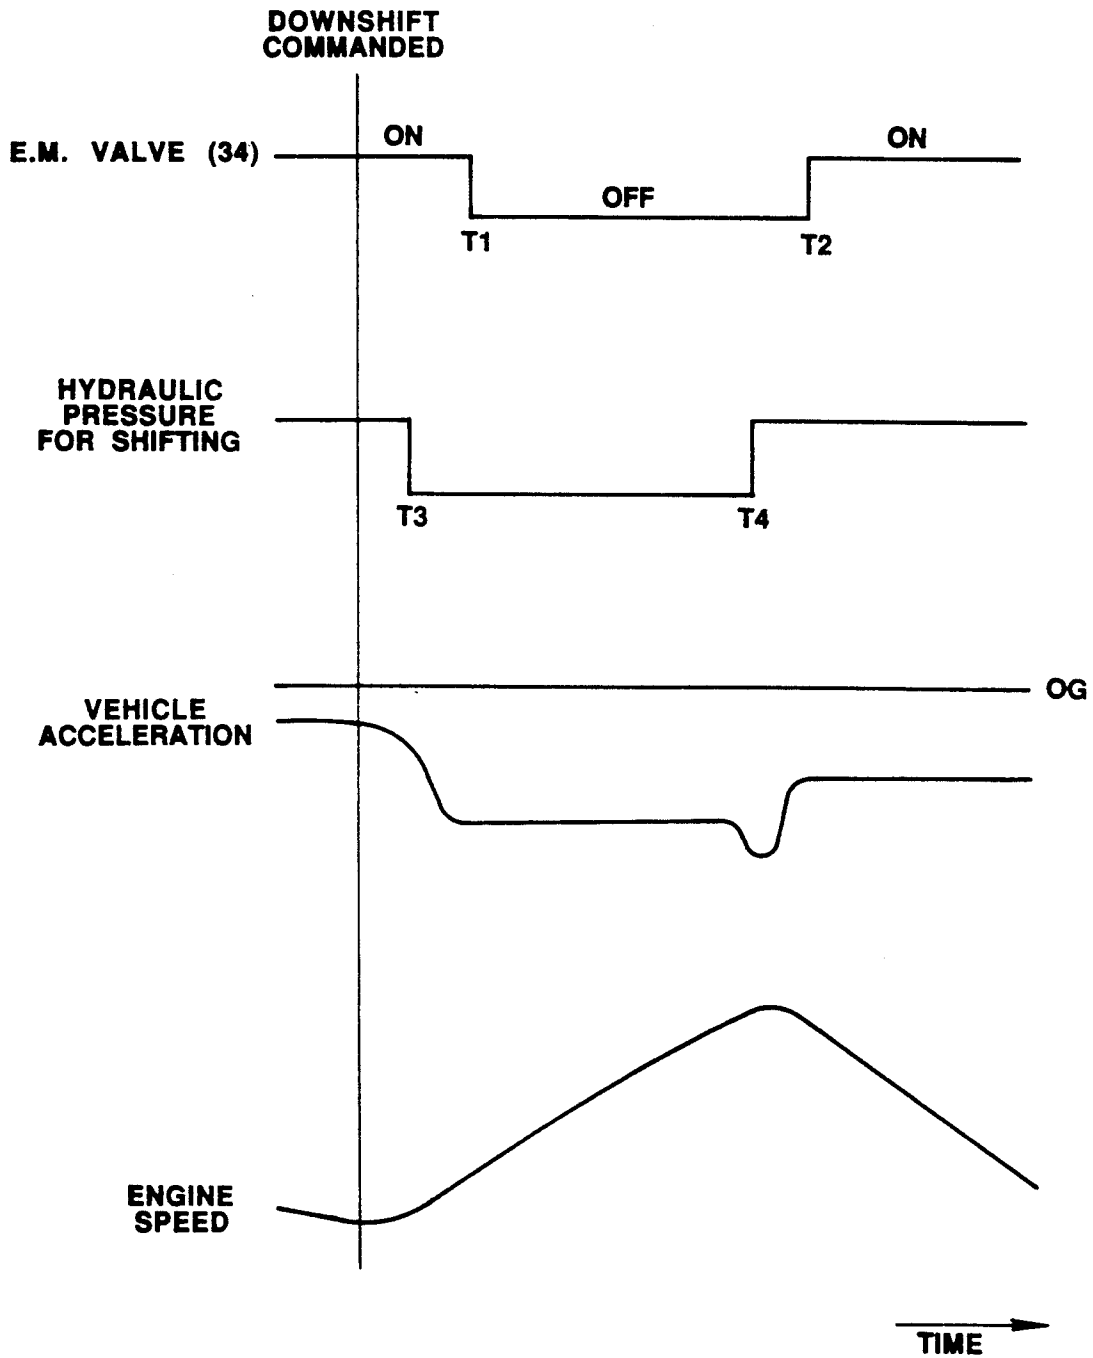 DOWNSHIFT
COMMANDED
E.M. VALVE (34)
ON
ON
OFF
T1
T2
HYDRAULIC
PRESSURE
FOR SHIFTING
T3
T4
OG
VEHICLE
ACCELERATION
ENGINE
SPEED
TIME